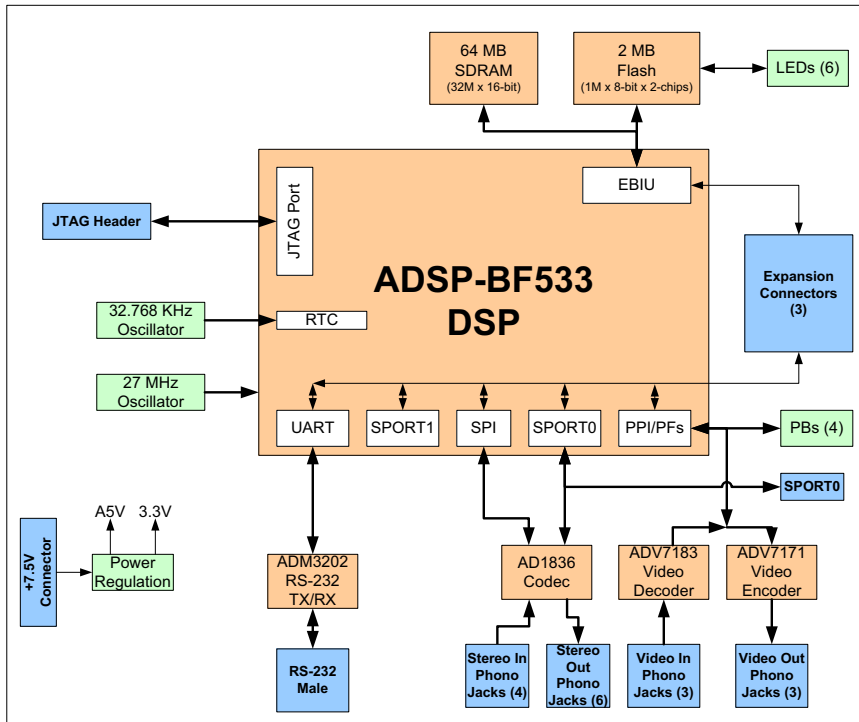 64 MB
SDRAM
(32M x 16-bit)
2 MB
Flash
(1M x 8-bit x 2-chips)
LEDs (6)
EBIU
JTAG Header
JTAG Port
ADSP-BF533
DSP
Expansion
Connectors
(3)
32.768 KHz
Oscillator
RTC
27 MHz
Oscillator
UART
SPORT1
SPI
SPORT0
PPI/PFs
PBs (4)
SPORT0
A5V
3.3V
+7.5V
Connector
Power
Regulation
ADM3202
RS-232
TX/RX
AD1836
Codec
ADV7183
Video
Decoder
ADV7171
Video
Encoder
RS-232
Male
Stereo In
Phono
Jacks (4)
Stereo
Out
Phono
Jacks (6)
Video In
Phono
Jacks (3)
Video Out
Phono
Jacks (3)